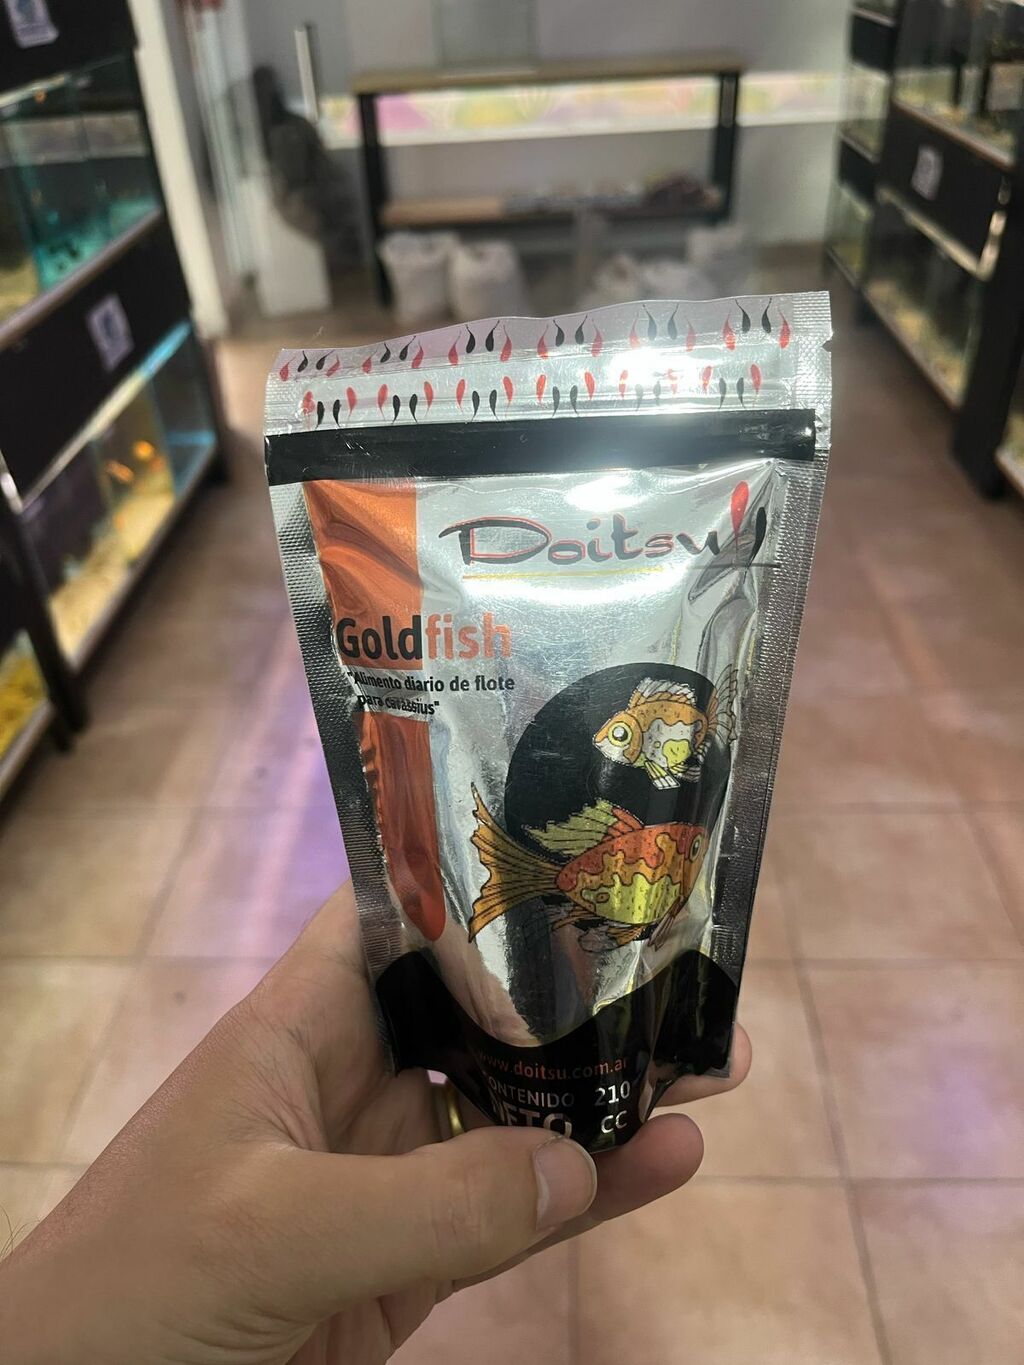 Doitsu
Goldfish
"Alimento diario de flote
para carassius"
www.doitsu.com.ar
CONTENIDO 210
NETO CC